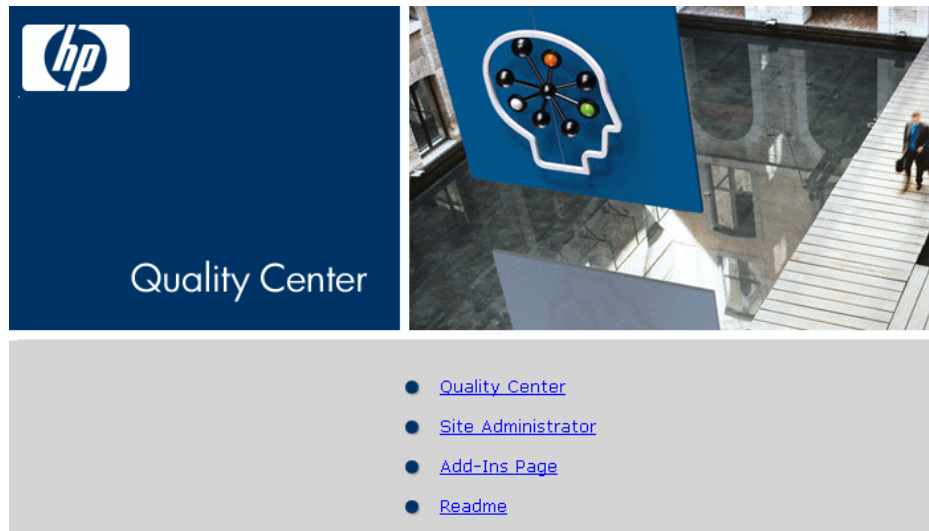 hp
Quality Center
Quality Center
Site Administrator
Add-Ins Page
Readme